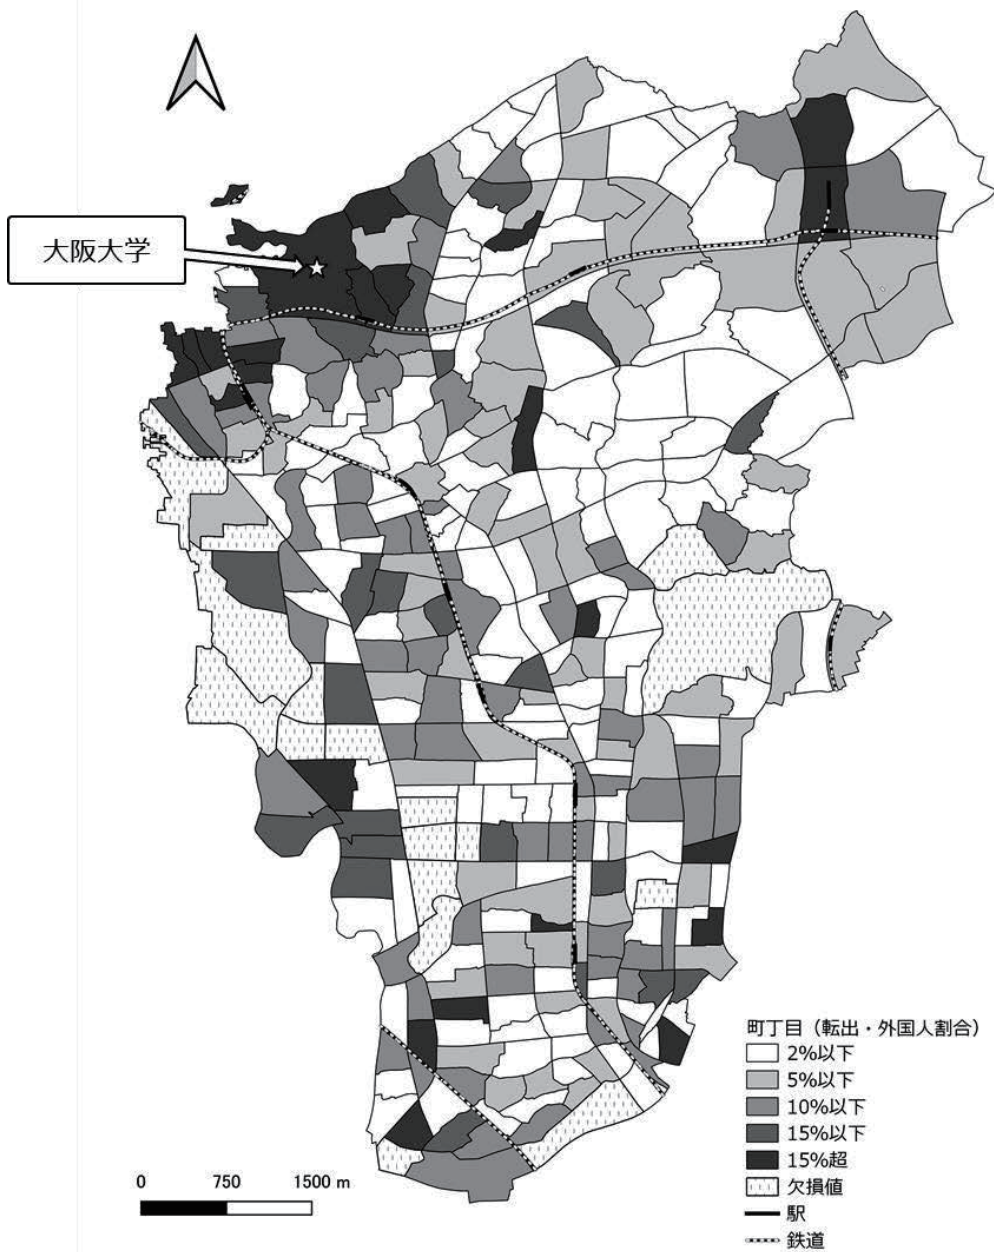 大阪大学
町丁目（転出・外国人割合）
2%以下
5%以下
10%以下
15%以下
15%超
欠損値
駅
鉄道
0 750 1500 m